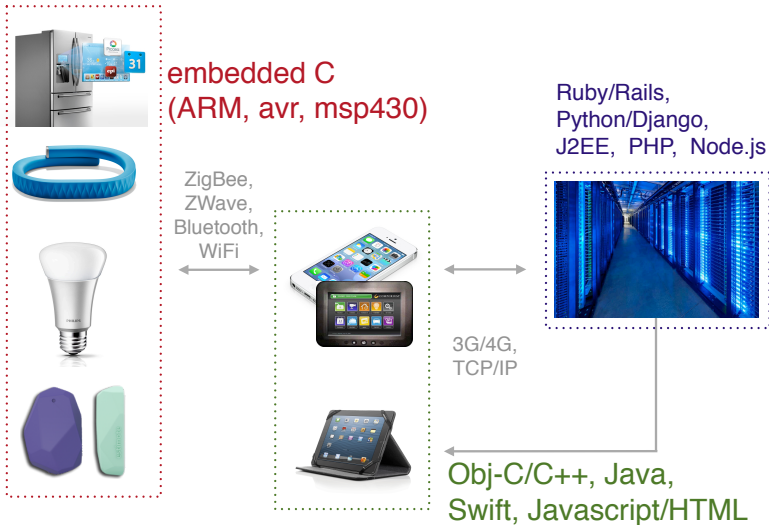 31
embedded C
(ARM, avr, msp430)
Ruby/Rails,
Python/Django,
J2EE, PHP, Node.js
ZigBee,
ZWave,
Bluetooth,
WiFi
3G/4G,
TCP/IP
Obj-C/C++, Java,
Swift, Javascript/HTML